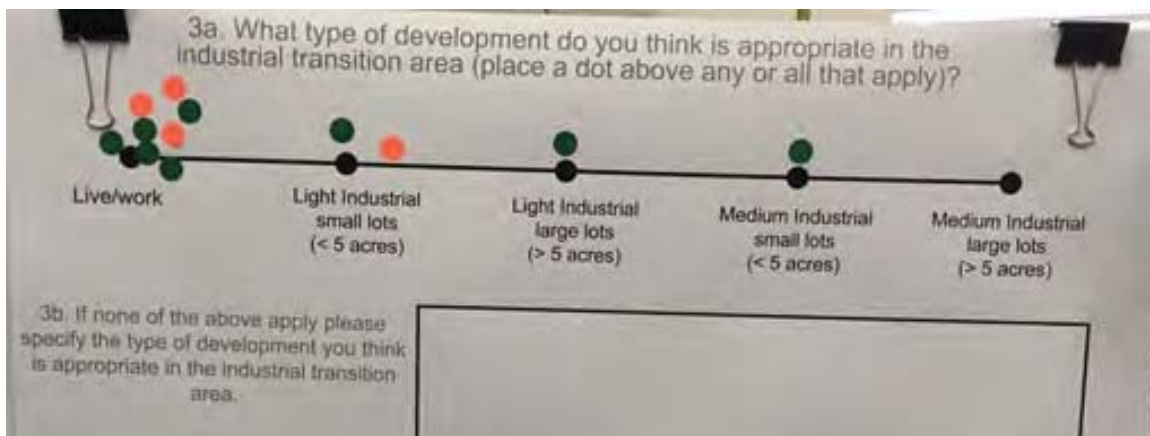 3a. What type of development do you think is appropriate in the
industrial transition area (place a dot above any or all that apply)?
Live/work
Light Industrial
small lots
(< 5 acres)
Light Industrial
large lots
(> 5 acres)
Medium Industrial
small lots
(< 5 acres)
Medium Industrial
large lots
(> 5 acres)
3b. If none of the above apply please
specify the type of development you think
is appropriate in the industrial transition
area.